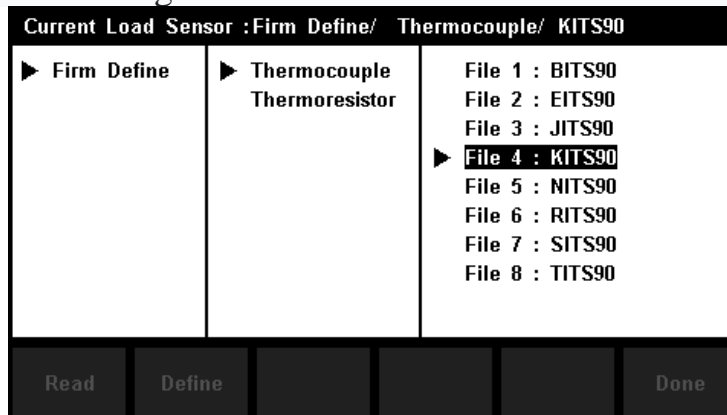 Current Load Sensor :Firm Define/ Thermocouple/ KITS90
Firm Define
Thermocouple
Thermoresistor
File 1 : BITS90
File 2 : EITS90
File 3 : JITS90
File 4 : KITS90
File 5 : NITS90
File 6 : RITS90
File 7 : SITS90
File 8 : TITS90
Read Define Done